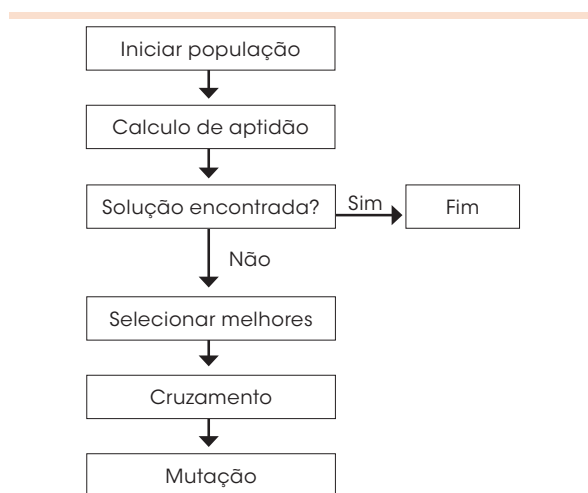 Iniciar população
Calculo de aptidão
Solução encontrada?
Sim
Fim
Não
Selecionar melhores
Cruzamento
Mutação